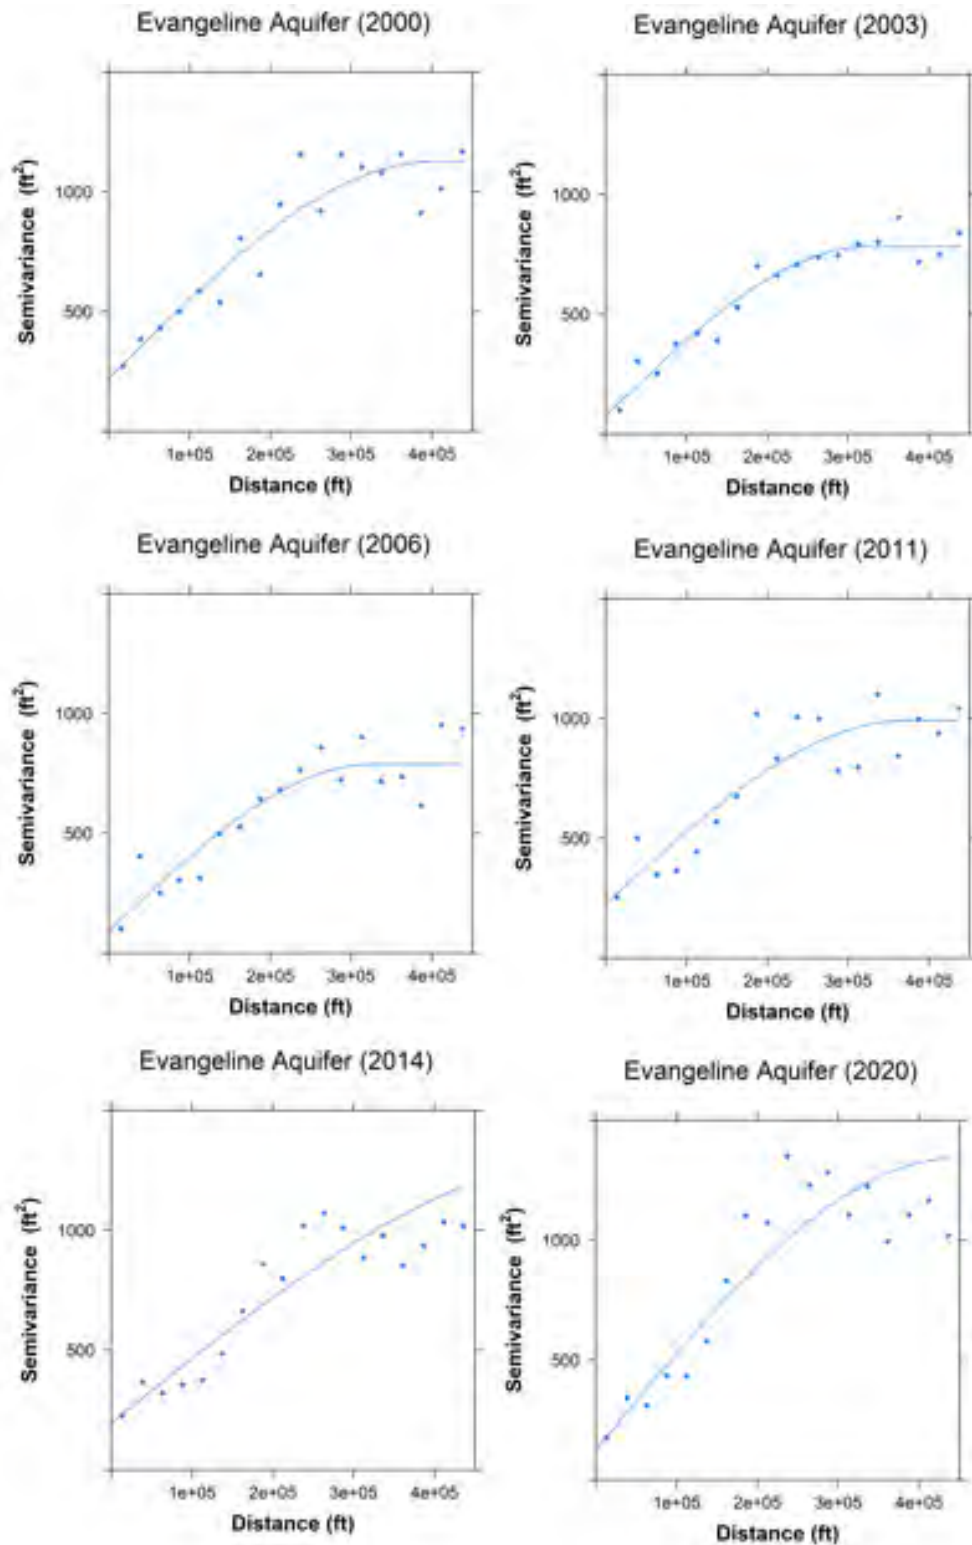 Evangeline Aquifer (2000)
Semivariance (ft²)
1000
500
1e+05 2e+05 3e+05 4e+05
Distance (ft)
Evangeline Aquifer (2003)
Semivariance (ft²)
1000
500
1e+05 2e+05 3e+05 4e+05
Distance (ft)
Evangeline Aquifer (2006)
Semivariance (ft²)
1000
500
1e+05 2e+05 3e+05 4e+05
Distance (ft)
Evangeline Aquifer (2011)
Semivariance (ft²)
1000
500
1e+05 2e+05 3e+05 4e+05
Distance (ft)
Evangeline Aquifer (2014)
Semivariance (ft²)
1000
500
1e+05 2e+05 3e+05 4e+05
Distance (ft)
Evangeline Aquifer (2020)
Semivariance (ft²)
1000
500
1e+05 2e+05 3e+05 4e+05
Distance (ft)